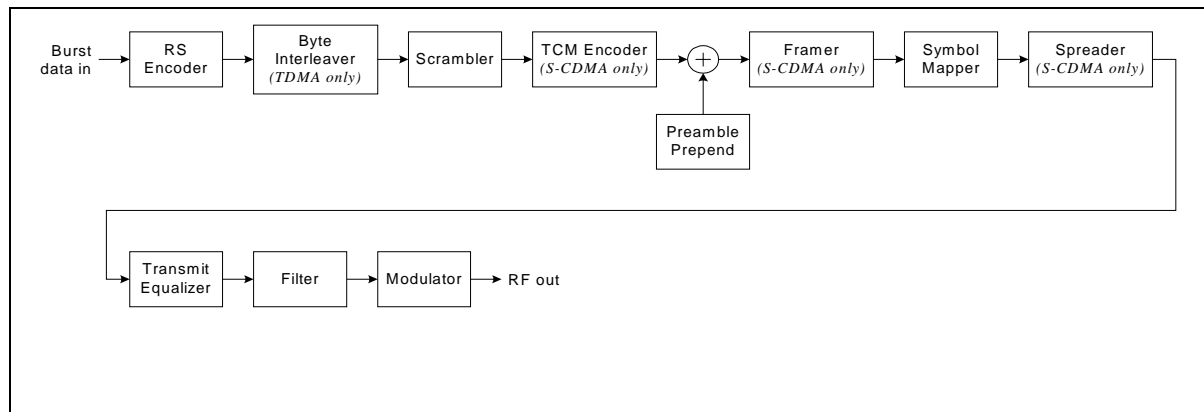 Burst
data in
RS
Encoder
Byte
Interleaver
(TDMA only)
Scrambler
TCM Encoder
(S-CDMA only)
+
Preamble
Prepend
Framer
(S-CDMA only)
Symbol
Mapper
Spreader
(S-CDMA only)
Transmit
Equalizer
Filter
Modulator
RF out